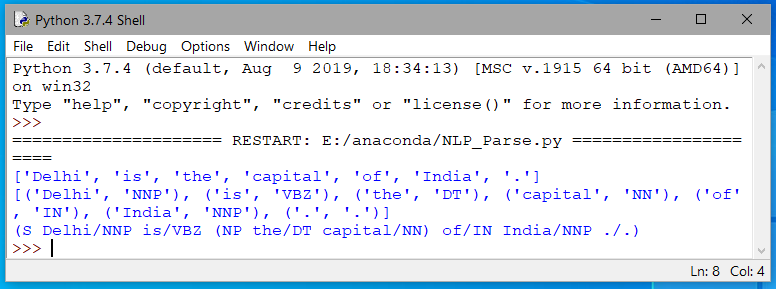 Python 3.7.4 Shell
File Edit Shell Debug Options Window Help
Python 3.7.4 (default, Aug  9 2019, 18:34:13) [MSC v.1915 64 bit (AMD64)]
on win32
Type "help", "copyright", "credits" or "license()" for more information.
>>>
===================== RESTART: E:/anaconda/NLP_Parse.py =================
====
['Delhi', 'is', 'the', 'capital', 'of', 'India', '.']
[('Delhi', 'NNP'), ('is', 'VBZ'), ('the', 'DT'), ('capital', 'NN'), ('of'
, 'IN'), ('India', 'NNP'), ('.', '.')]
(S Delhi/NNP is/VBZ (NP the/DT capital/NN) of/IN India/NNP ./.)
>>>
Ln: 8 Col: 4